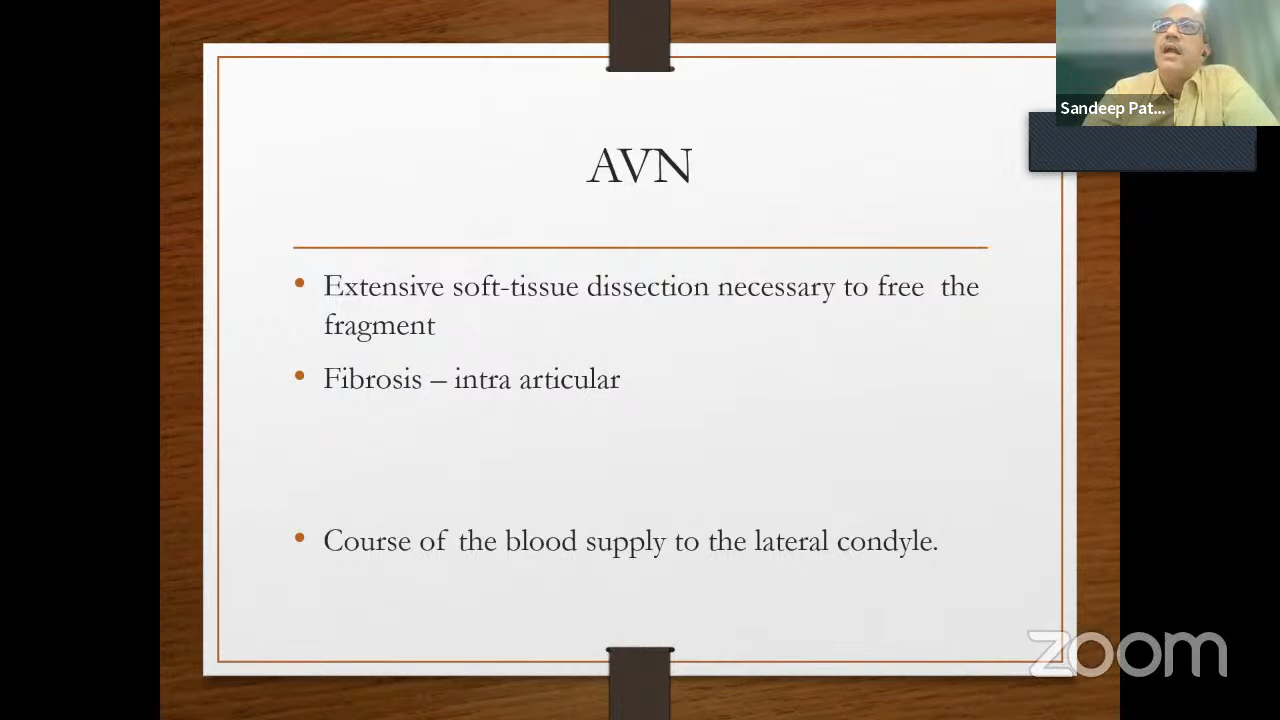 Sandeep Pat...
AVN
• Extensive soft-tissue dissection necessary to free the
fragment
• Fibrosis – intra articular
• Course of the blood supply to the lateral condyle.
zoom